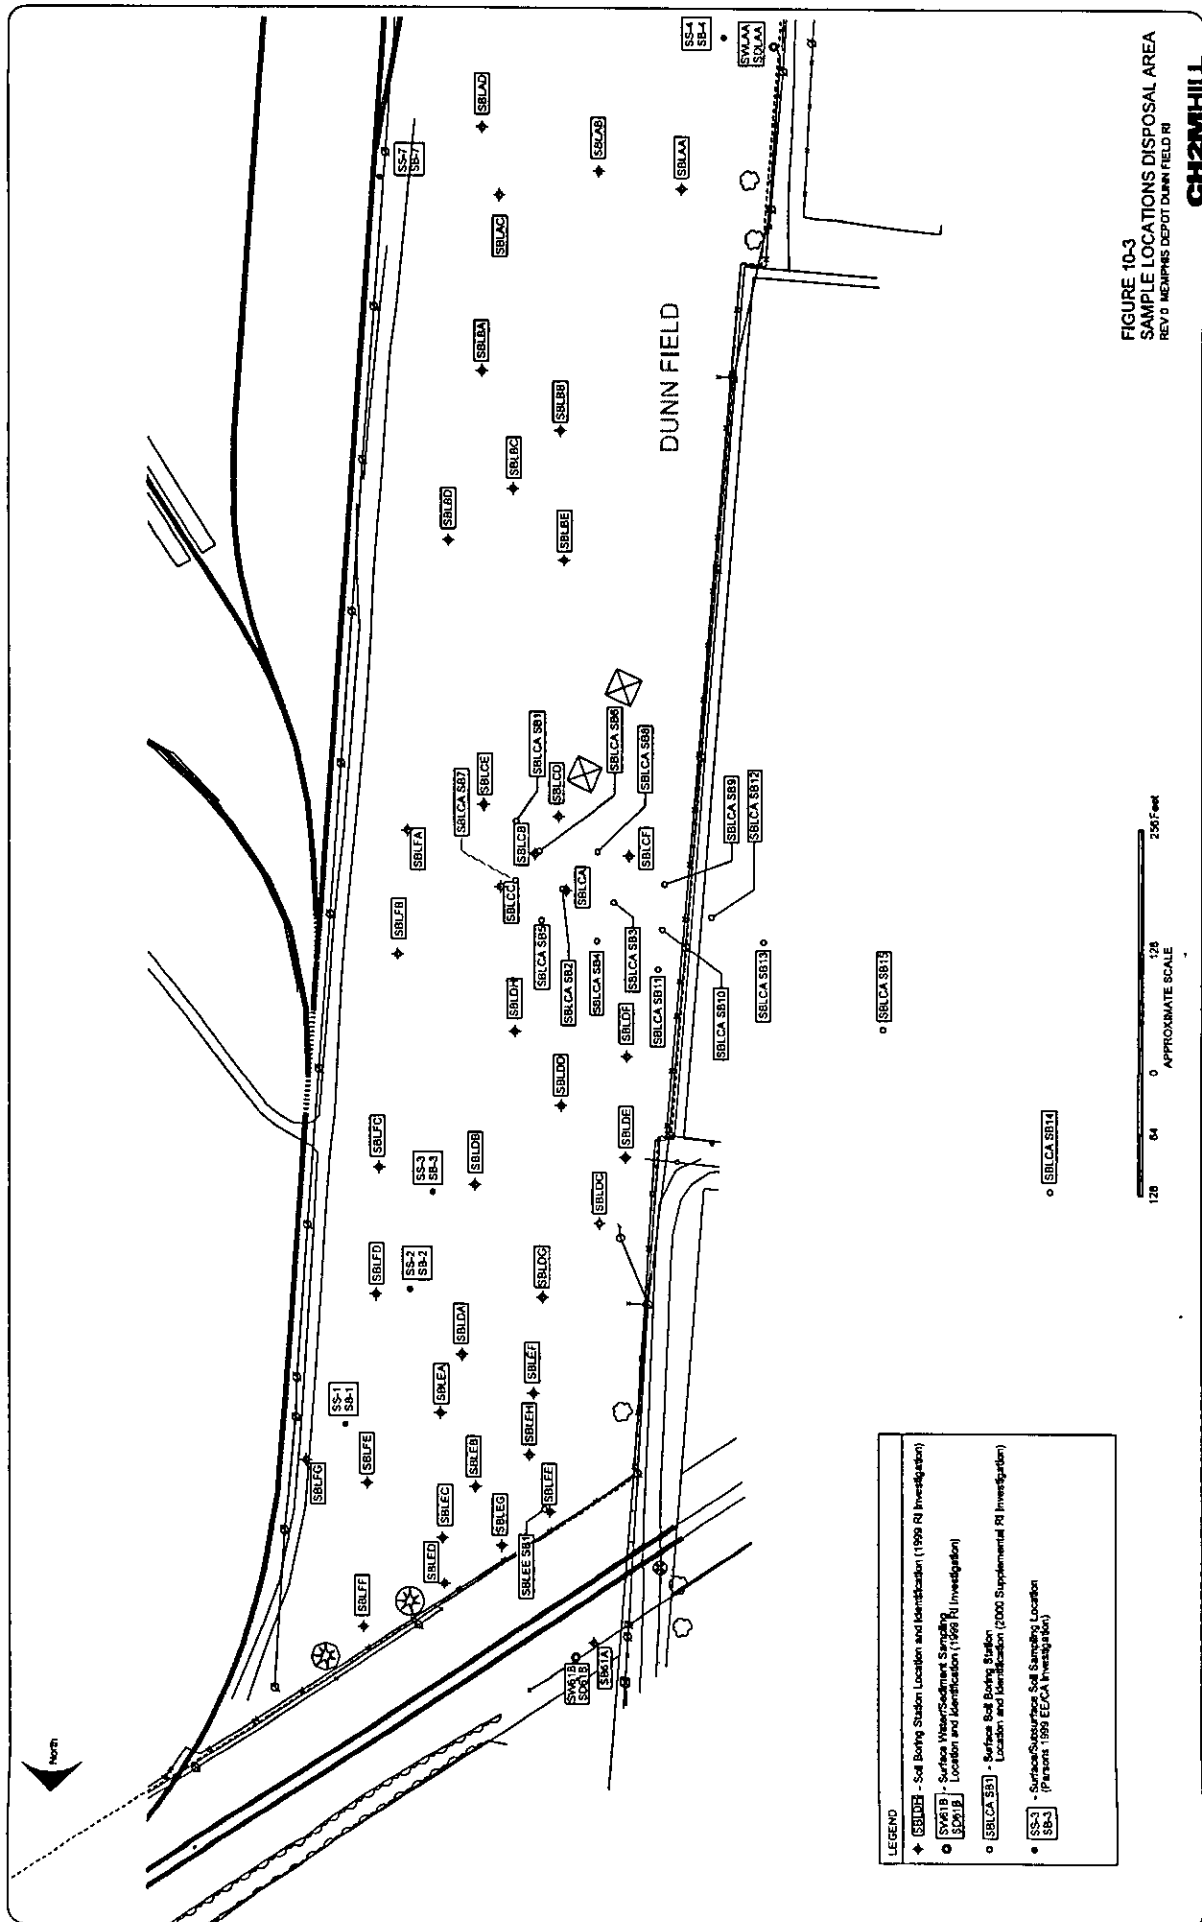 SS-4
SB-4
SWLAA
SDLAA
SBLAD
SS-7
SB-7
SBLAB
SBLAA
SBLAC
SBLBA
SBLBB
DUNN FIELD
SBLBC
SBLBD
SBLBE
SBLCA SB7
SBLCE
SBLCA SB1
SBLCD
SBLCA SB6
SBLCA SB8
SBLFA
SBLCB
SBLCF
SBLCA SB9
SBLCA SB12
SBLCC
SBLCA
SBLFB
SBLCA SB5
SBLCA SB2
SBLCA SB4
SBLCA SB3
SBLDH
SBLDF
SBLCA SB11
SBLCA SB10
SBLCA SB13
SBLCA SB15
SBLDD
SBLFC
SS-3
SB-3
SBLDB
SBLDE
SBLCA SB14
SBLDC
SBLFD
SS-2
SB-2
SBLDG
SBLDA
SBLEA
SBLEF
SS-1
SB-1
SBLEH
SBLFE
SBLFG
SBLEB
SBLEE
SBLEC
SBLEG
SBLED
SBLEE SB1
SBLFF
SW61B
SD61B
SB61A
North
128 64 0 128 256 Feet
APPROXIMATE SCALE
LEGEND
SBLDH - Soil Boring Station Location and Identification (1999 RI Investigation)
SW61B - Surface Water/Sediment Sampling
SD61B Location and Identification (1999 RI Investigation)
SBLCA SB1 - Surface Soil Boring Station
Location and Identification (2000 Supplemental RI Investigation)
SS-3 - Surface/Subsurface Soil Sampling Location
SB-3 (Parsons 1999 EE/CA Investigation)
FIGURE 10-3
SAMPLE LOCATIONS DISPOSAL AREA
REV 0 MEMPHIS DEPOT DUNN FIELD RI
CH2MHILL